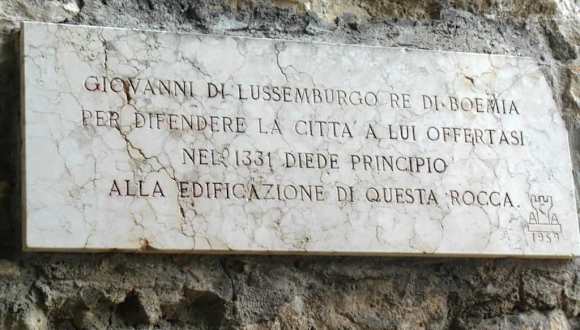 GIOVANNI DI LUSSEMBURGO RE DI BOEMIA
PER DIFENDERE LA CITTA' A LUI OFFERTASI
NEL 1331 DIEDE PRINCIPIO
ALLA EDIFICAZIONE DI QUESTA ROCCA.
1959